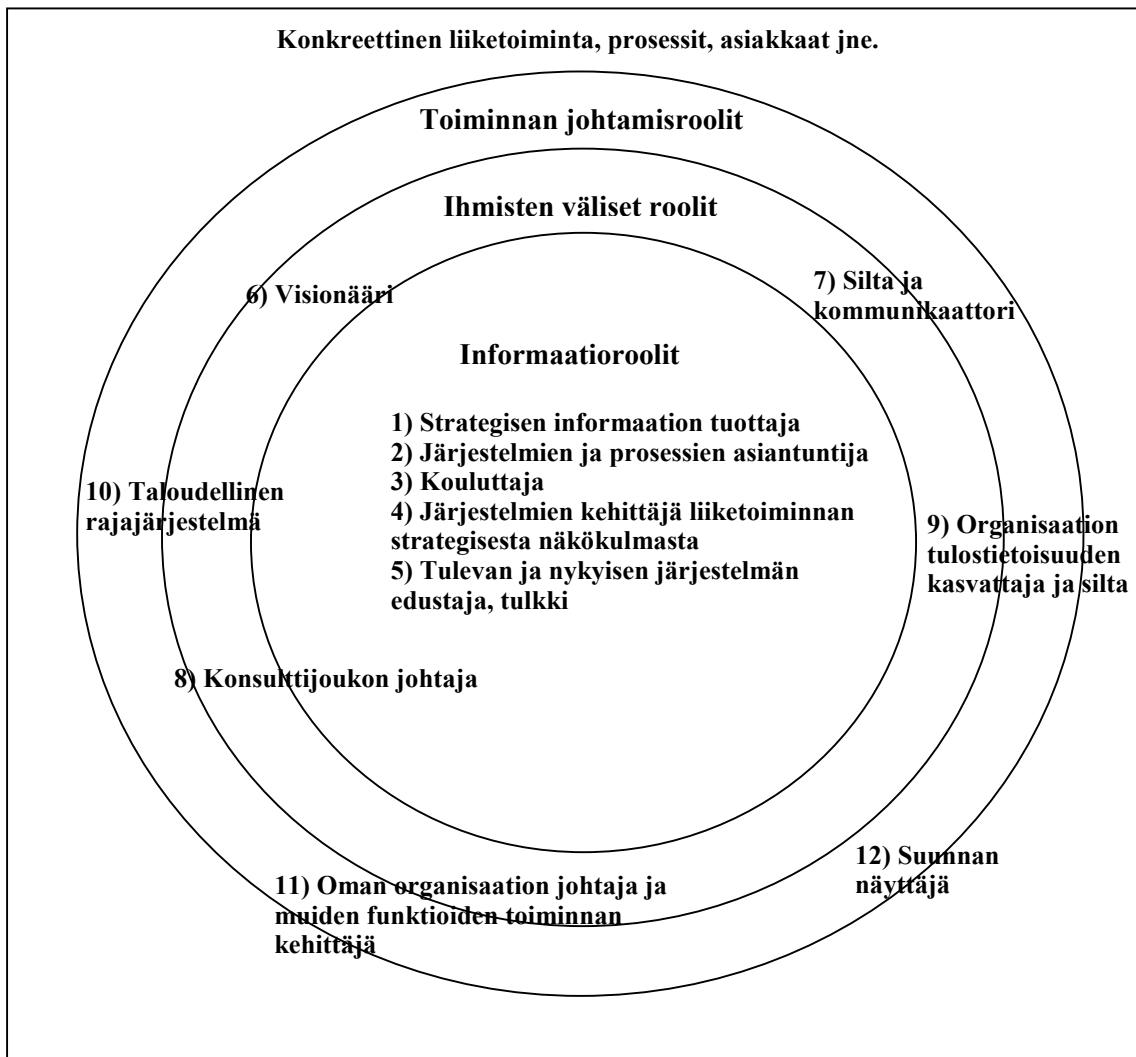 Konkreettinen liiketoiminta, prosessit, asiakkaat jne.
Toiminnan johtamisroolit
Ihmisten väliset roolit
6) Visionääri
7) Silta ja
kommunikaattori
Informaatioroolit
1) Strategisen informaation tuottaja
2) Järjestelmien ja prosessien asiantuntija
3) Kouluttaja
4) Järjestelmien kehittäjä liiketoiminnan
strategisesta näkökulmasta
5) Tulevan ja nykyisen järjestelmän
edustaja, tulkki
10) Taloudellinen
rajajärjestelmä
9) Organisaation
tulostietoisuuden
kasvattaja ja silta
8) Konsulttijoukon johtaja
12) Suunnan
näyttäjä
11) Oman organisaation johtaja ja
muiden funktioiden toiminnan
kehittäjä